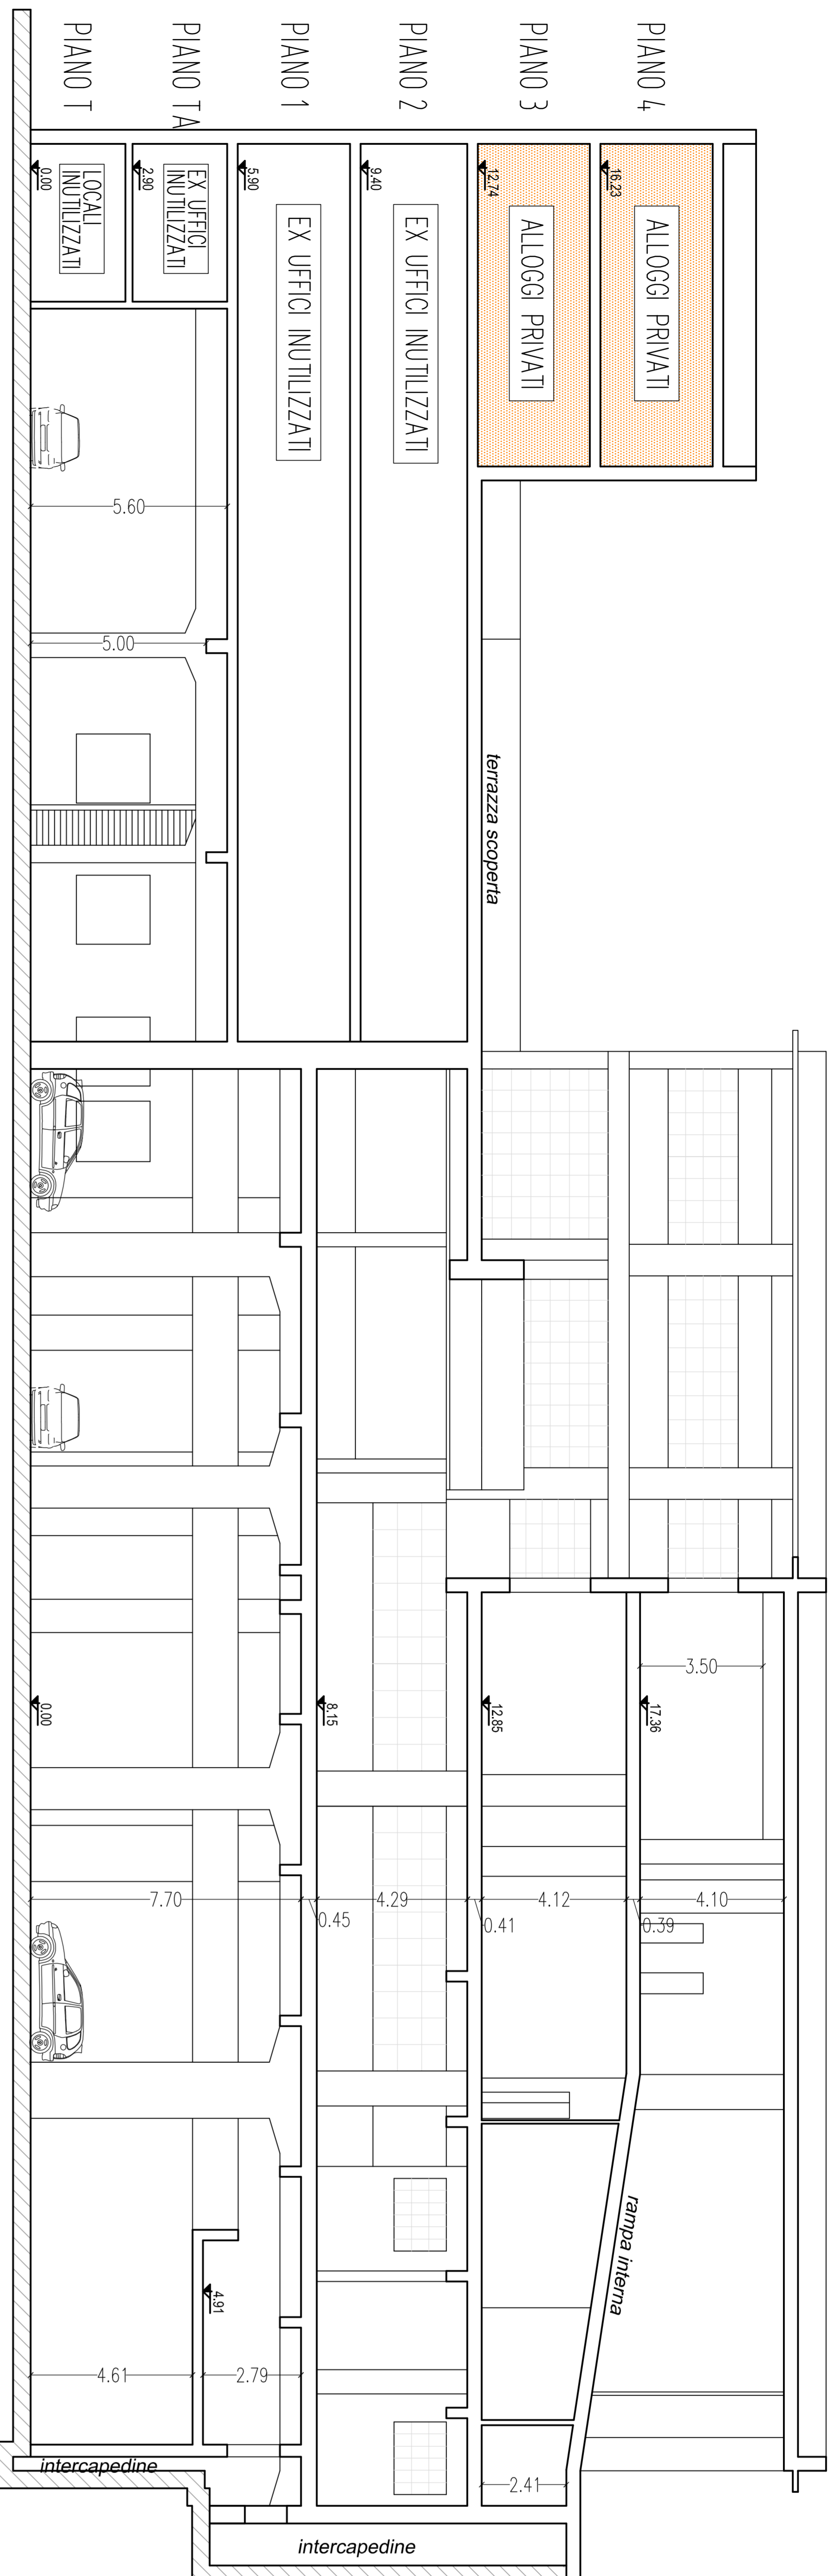 PIANO 4
PIANO 3
PIANO 2
PIANO 1
PIANO TA
PIANO T
16.23
ALLOGGI PRIVATI
12.74
ALLOGGI PRIVATI
9.40
EX UFFICI INUTILIZZATI
5.90
EX UFFICI INUTILIZZATI
2.90
EX UFFICI
INUTILIZZATI
0.00
LOCALI
INUTILIZZATI
5.60
5.00
terrazza scoperta
3.50
17.36
12.85
8.15
0.00
4.10
0.39
4.12
0.41
4.29
0.45
7.70
rampa interna
4.91
2.79
4.61
2.41
intercapedine
intercapedine